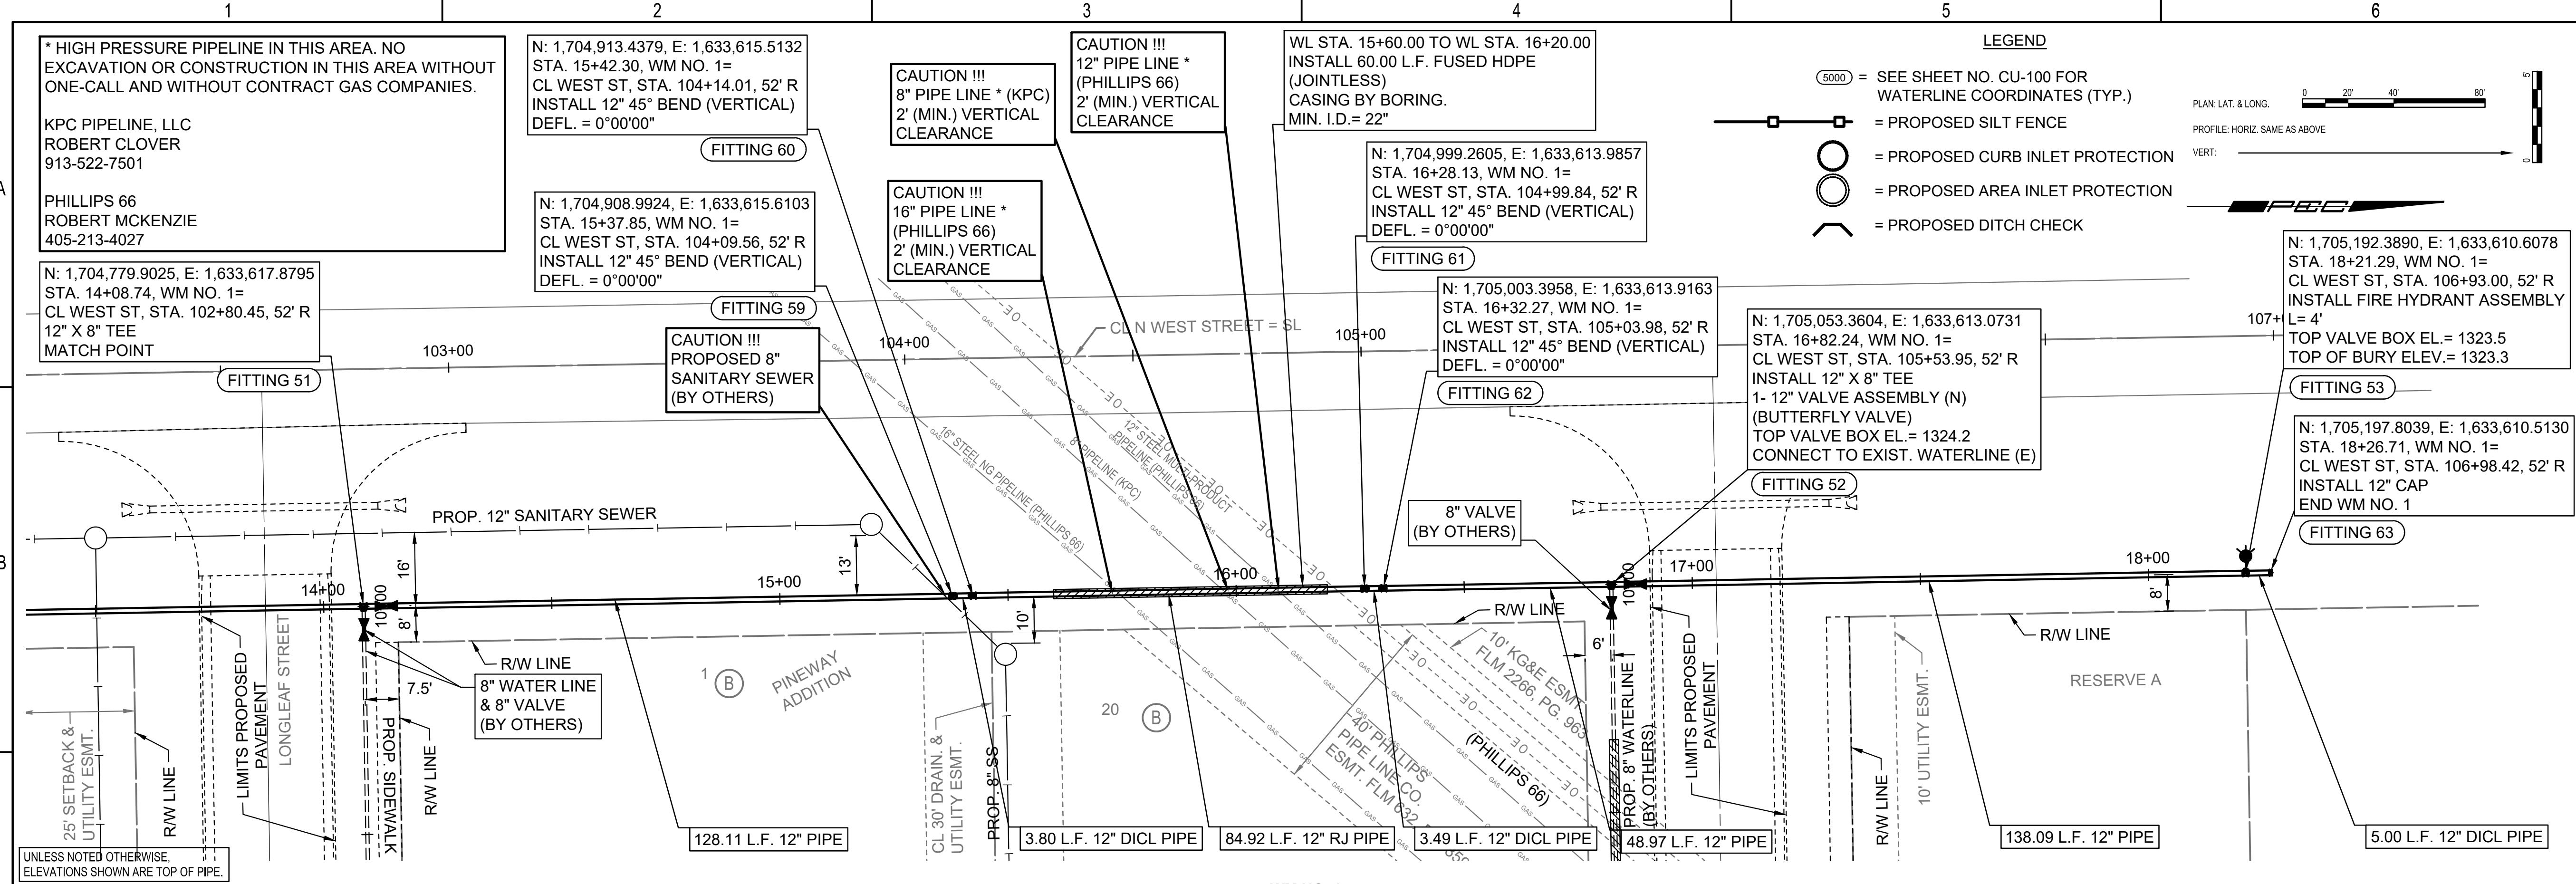 1
2
3
4
5
6
A
B
* HIGH PRESSURE PIPELINE IN THIS AREA. NO
EXCAVATION OR CONSTRUCTION IN THIS AREA WITHOUT
ONE-CALL AND WITHOUT CONTRACT GAS COMPANIES.
KPC PIPELINE, LLC
ROBERT CLOVER
913-522-7501
PHILLIPS 66
ROBERT MCKENZIE
405-213-4027
N: 1,704,779.9025, E: 1,633,617.8795
STA. 14+08.74, WM NO. 1=
CL WEST ST, STA. 102+80.45, 52' R
12" X 8" TEE
MATCH POINT
FITTING 51
N: 1,704,913.4379, E: 1,633,615.5132
STA. 15+42.30, WM NO. 1=
CL WEST ST, STA. 104+14.01, 52' R
INSTALL 12" 45° BEND (VERTICAL)
DEFL. = 0°00'00"
FITTING 60
N: 1,704,908.9924, E: 1,633,615.6103
STA. 15+37.85, WM NO. 1=
CL WEST ST, STA. 104+09.56, 52' R
INSTALL 12" 45° BEND (VERTICAL)
DEFL. = 0°00'00"
FITTING 59
CAUTION !!!
PROPOSED 8"
SANITARY SEWER
(BY OTHERS)
CAUTION !!!
8" PIPE LINE * (KPC)
2' (MIN.) VERTICAL
CLEARANCE
CAUTION !!!
16" PIPE LINE *
(PHILLIPS 66)
2' (MIN.) VERTICAL
CLEARANCE
CAUTION !!!
12" PIPE LINE *
(PHILLIPS 66)
2' (MIN.) VERTICAL
CLEARANCE
WL STA. 15+60.00 TO WL STA. 16+20.00
INSTALL 60.00 L.F. FUSED HDPE
(JOINTLESS)
CASING BY BORING.
MIN. I.D.= 22"
N: 1,704,999.2605, E: 1,633,613.9857
STA. 16+28.13, WM NO. 1=
CL WEST ST, STA. 104+99.84, 52' R
INSTALL 12" 45° BEND (VERTICAL)
DEFL. = 0°00'00"
FITTING 61
N: 1,705,003.3958, E: 1,633,613.9163
STA. 16+32.27, WM NO. 1=
CL WEST ST, STA. 105+03.98, 52' R
INSTALL 12" 45° BEND (VERTICAL)
DEFL. = 0°00'00"
FITTING 62
N: 1,705,053.3604, E: 1,633,613.0731
STA. 16+82.24, WM NO. 1=
CL WEST ST, STA. 105+53.95, 52' R
INSTALL 12" X 8" TEE
1- 12" VALVE ASSEMBLY (N)
(BUTTERFLY VALVE)
TOP VALVE BOX EL.= 1324.2
CONNECT TO EXIST. WATERLINE (E)
FITTING 52
LEGEND
5000 = SEE SHEET NO. CU-100 FOR
WATERLINE COORDINATES (TYP.)
= PROPOSED SILT FENCE
= PROPOSED CURB INLET PROTECTION
= PROPOSED AREA INLET PROTECTION
= PROPOSED DITCH CHECK
PLAN: LAT. & LONG.
0 20' 40' 80'
PROFILE: HORIZ. SAME AS ABOVE
VERT:
0 5'
PEC
N: 1,705,192.3890, E: 1,633,610.6078
STA. 18+21.29, WM NO. 1=
CL WEST ST, STA. 106+93.00, 52' R
INSTALL FIRE HYDRANT ASSEMBLY
L= 4'
TOP VALVE BOX EL.= 1323.5
TOP OF BURY ELEV.= 1323.3
FITTING 53
N: 1,705,197.8039, E: 1,633,610.5130
STA. 18+26.71, WM NO. 1=
CL WEST ST, STA. 106+98.42, 52' R
INSTALL 12" CAP
END WM NO. 1
FITTING 63
103+00
104+00
CL N WEST STREET = SL
105+00
107+
GAS
OE
16" STEEL NG PIPELINE (PHILLIPS 66)
8" PIPELINE (KPC)
12" STEEL MULTI-PRODUCT
PIPELINE (PHILLIPS 66)
PROP. 12" SANITARY SEWER
8" VALVE
(BY OTHERS)
14+00
15+00
16+00
17+00
18+00
10.00
16'
8'
13'
10'
10.00
6'
8'
7.5'
R/W LINE
R/W LINE
R/W LINE
8" WATER LINE
& 8" VALVE
(BY OTHERS)
1
B
PINEWAY
ADDITION
20
B
25' SETBACK &
UTILITY ESMT.
R/W LINE
LIMITS PROPOSED
PAVEMENT
LONGLEAF STREET
PROP. SIDEWALK
R/W LINE
CL 30' DRAIN. &
UTILITY ESMT.
PROP. 8" SS
10' KG&E ESMT.
FLM 2266, PG. 963
40' PHILLIPS
PIPE LINE CO.
ESMT. FLM 632,
(PHILLIPS 66)
PROP. 8" WATERLINE
(BY OTHERS)
LIMITS PROPOSED
PAVEMENT
R/W LINE
10' UTILITY ESMT.
RESERVE A
128.11 L.F. 12" PIPE
3.80 L.F. 12" DICL PIPE
84.92 L.F. 12" RJ PIPE
3.49 L.F. 12" DICL PIPE
48.97 L.F. 12" PIPE
138.09 L.F. 12" PIPE
5.00 L.F. 12" DICL PIPE
UNLESS NOTED OTHERWISE,
ELEVATIONS SHOWN ARE TOP OF PIPE.